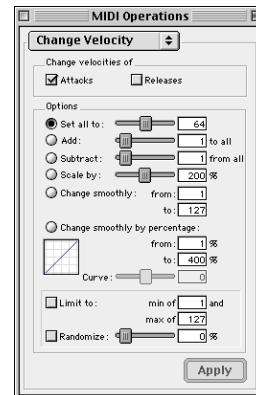 MIDI Operations
Change Velocity
Change velocities of
Attacks Releases
Options
Set all to: 64
Add: 1 to all
Subtract: 1 from all
Scale by: 200 %
Change smoothly: from: 1
to: 127
Change smoothly by percentage:
from: 1 %
to: 400 %
Curve: 0
Limit to: min of 1 and
max of 127
Randomize: 0 %
Apply